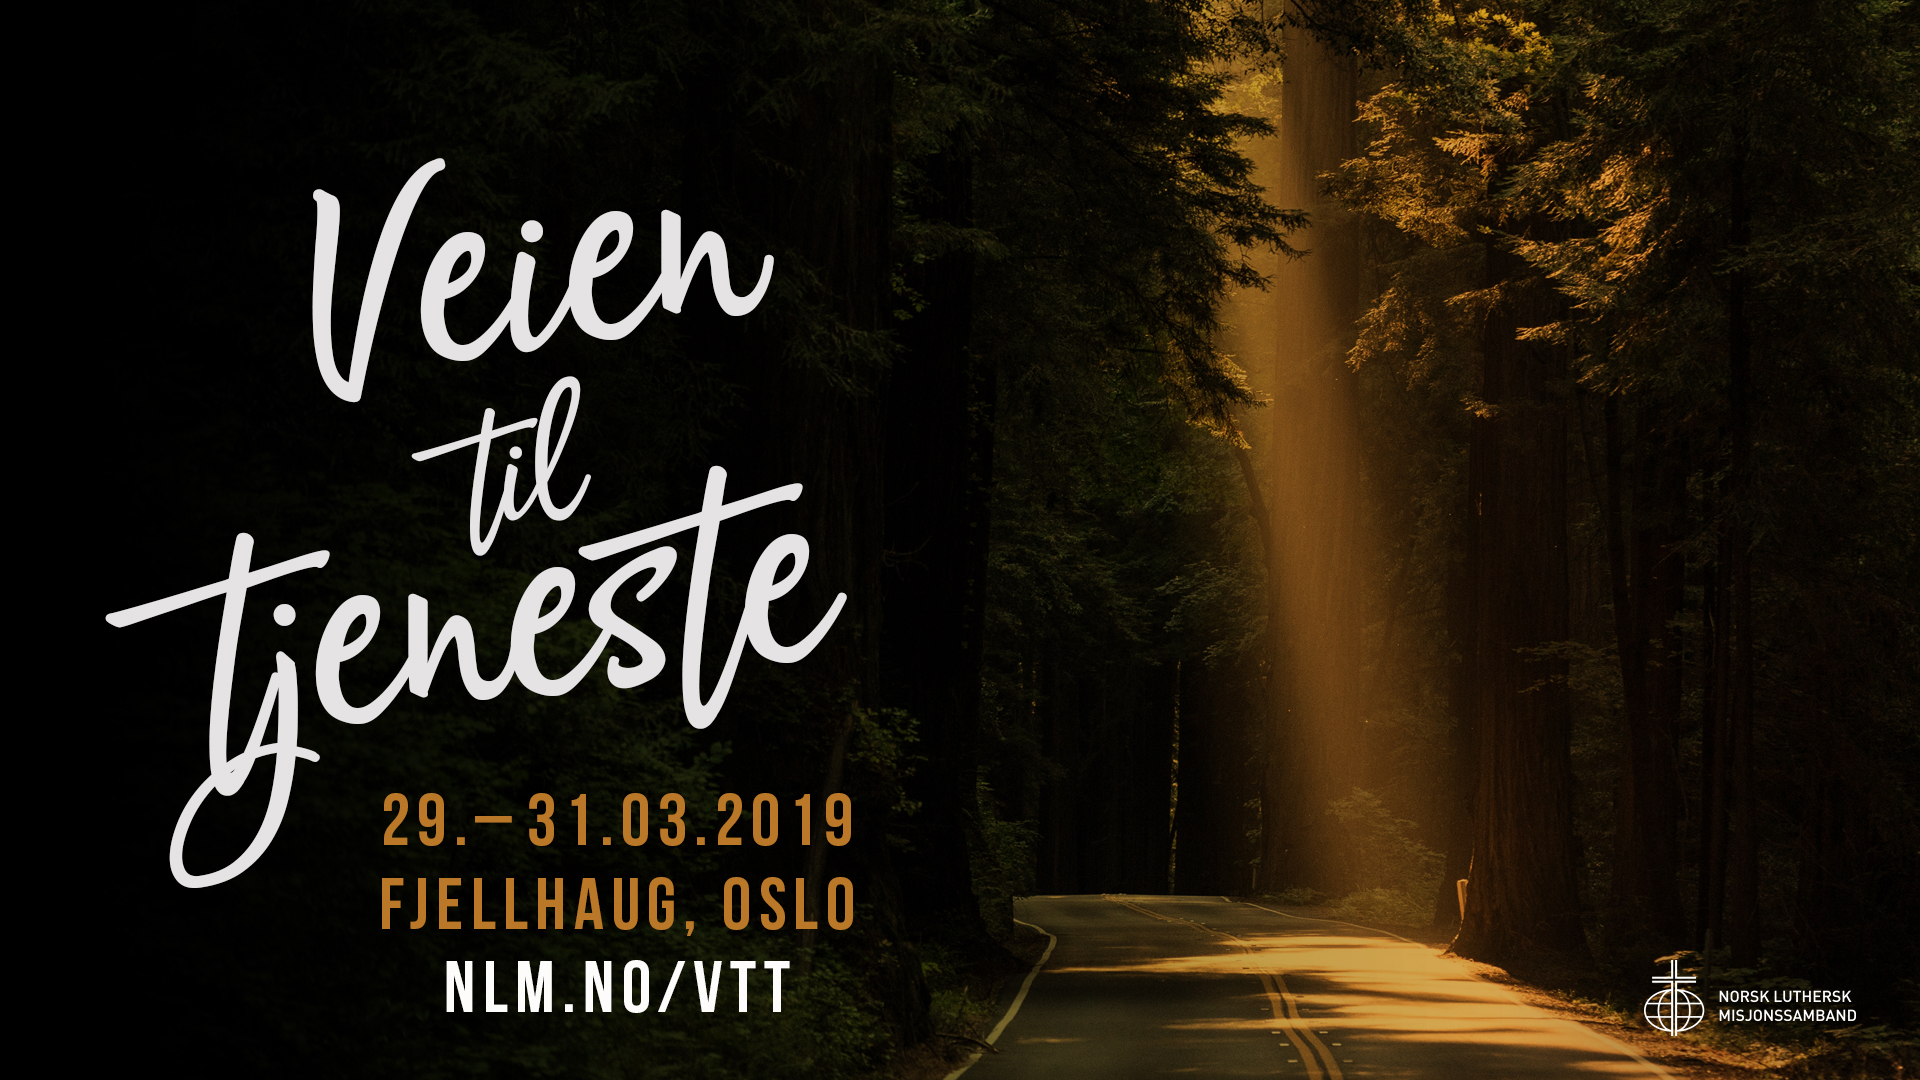 Veien
til
tjeneste
29.–31.03.2019
FJELLHAUG, OSLO
NLM.NO/VTT
NORSK LUTHERSK
MISJONSSAMBAND